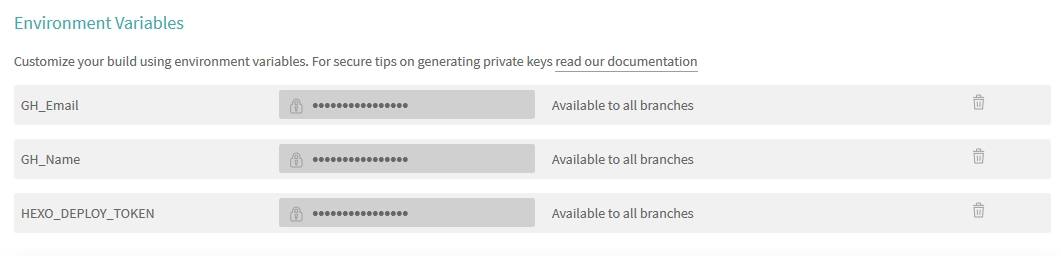 Environment Variables
Customize your build using environment variables. For secure tips on generating private keys read our documentation
GH_Email •••••••••••••••• Available to all branches
GH_Name •••••••••••••••• Available to all branches
HEXO_DEPLOY_TOKEN •••••••••••••••• Available to all branches